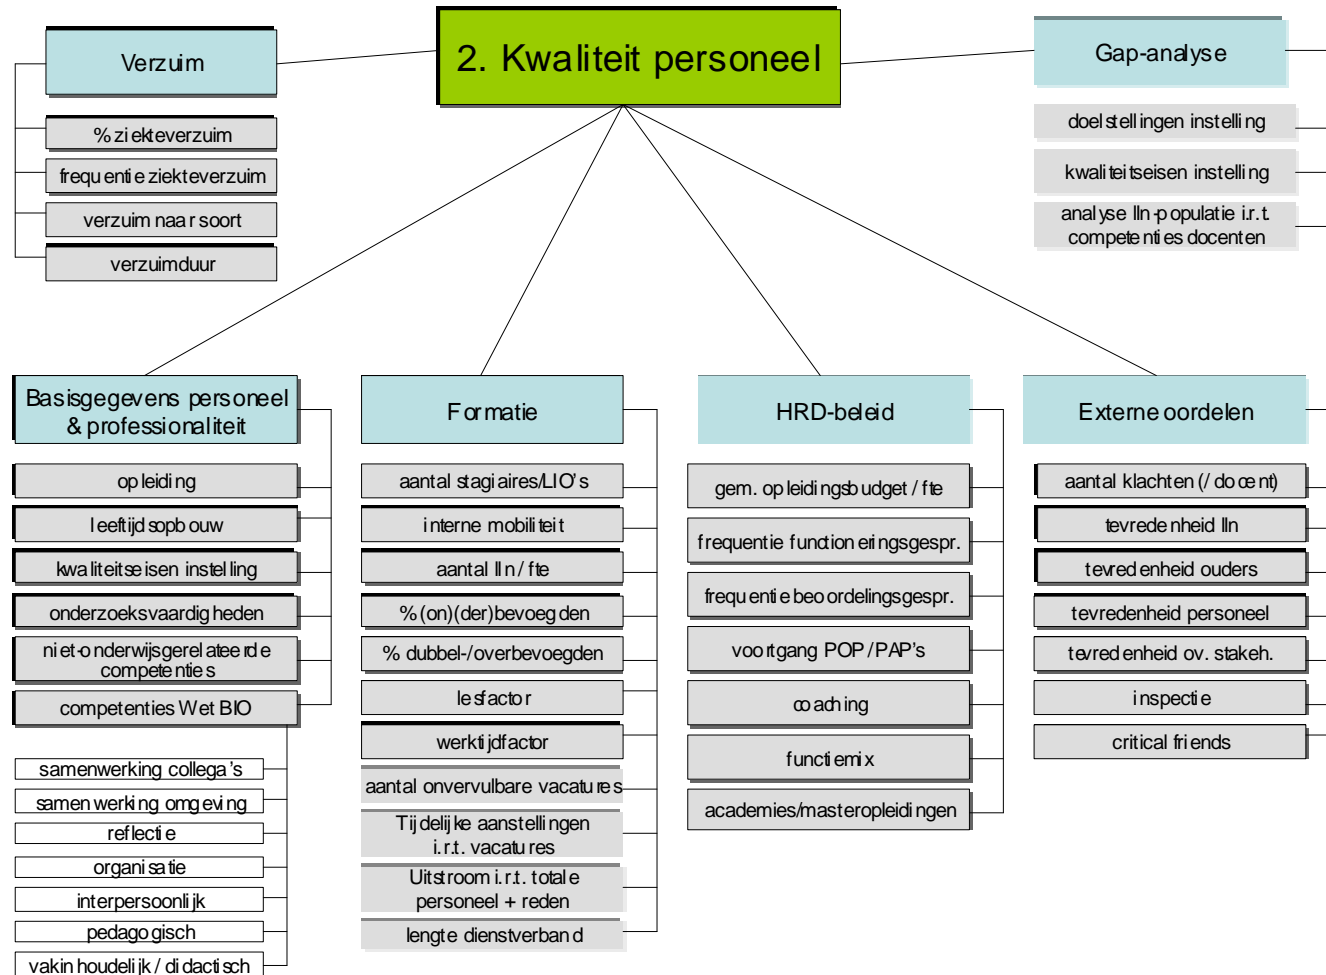 2. Kwaliteit personeel
Verzuim
% ziekteverzuim
frequentie ziekteverzuim
verzuim naar soort
verzuimduur
Gap-analyse
doelstellingen instelling
kwaliteitseisen instelling
analyse lln-populatie i.r.t.
competenties docenten
Basisgegevens personeel
& professionaliteit
opleiding
leeftijdsopbouw
kwaliteitseisen instelling
onderzoeksvaardigheden
niet-onderwijsgerelateerde
competenties
competenties Wet BIO
samenwerking collega's
samenwerking omgeving
reflectie
organisatie
interpersoonlijk
pedagogisch
vakinhoudelijk / didactisch
Formatie
aantal stagiaires/LIO's
interne mobiliteit
aantal lln / fte
% (on)(der)bevoegden
% dubbel-/overbevoegden
lesfactor
werktijdfactor
aantal onvervulbare vacatures
Tijdelijke aanstellingen
i.r.t. vacatures
Uitstroom i.r.t. totale
personeel + reden
lengte dienstverband
HRD-beleid
gem. opleidingsbudget / fte
frequentie functioneringsgespr.
frequentie beoordelingsgespr.
voortgang POP / PAP's
coaching
functiemix
academies/masteropleidingen
Externe oordelen
aantal klachten (/ docent)
tevredenheid lln
tevredenheid ouders
tevredenheid personeel
tevredenheid ov. stakeh.
inspectie
critical friends